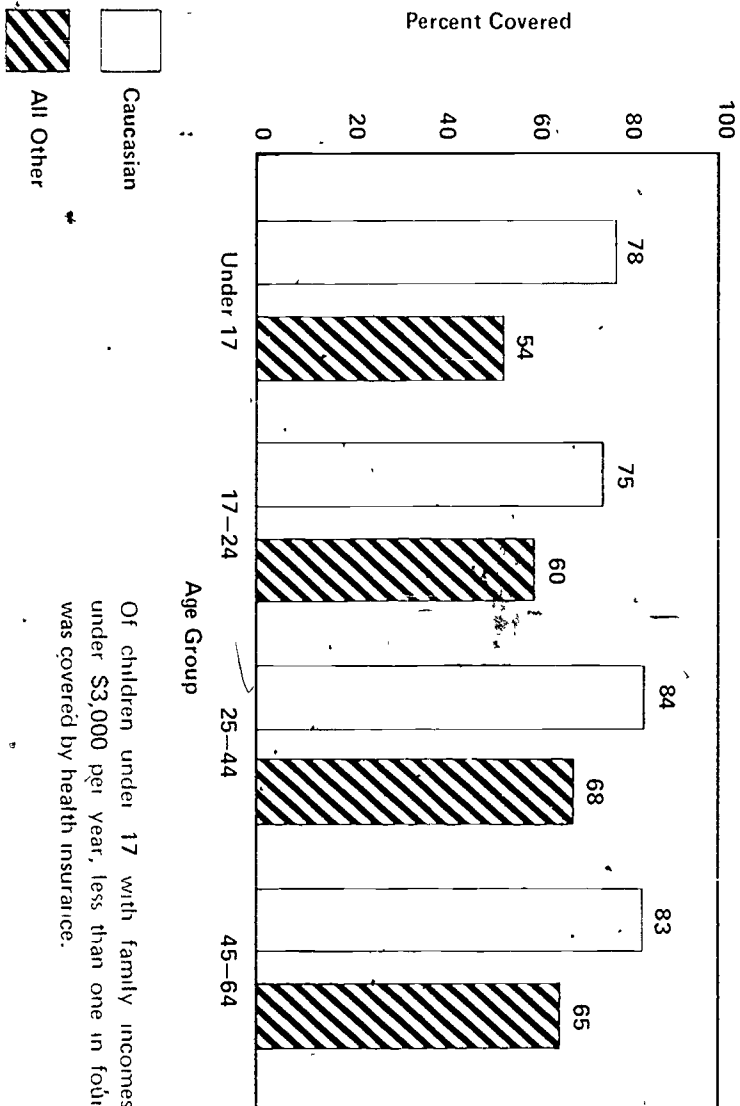 Percent Covered
100
80
60
40
20
0
78
54
75
60
84
68
83
65
Under 17
17–24
25–44
45–64
Age Group
Caucasian
All Other
Of children under 17 with family incomes
under $3,000 per year, less than one in four
was covered by health insurance.